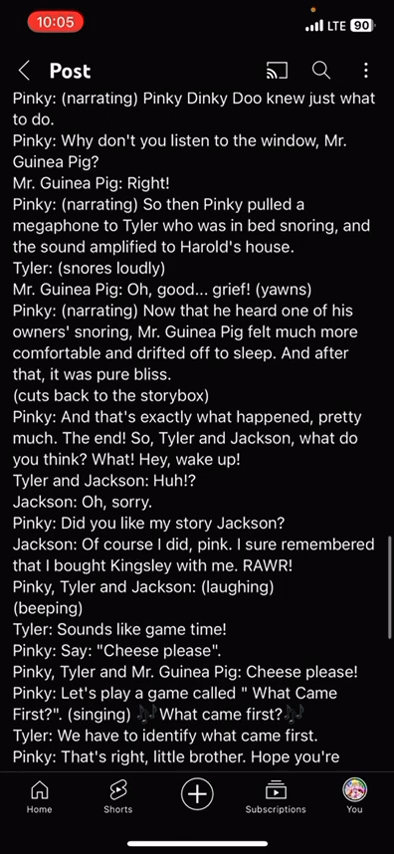 10:05
LTE 90
Post
Pinky: (narrating) Pinky Dinky Doo knew just what
to do.
Pinky: Why don't you listen to the window, Mr.
Guinea Pig?
Mr. Guinea Pig: Right!
Pinky: (narrating) So then Pinky pulled a
megaphone to Tyler who was in bed snoring, and
the sound amplified to Harold's house.
Tyler: (snores loudly)
Mr. Guinea Pig: Oh, good... grief! (yawns)
Pinky: (narrating) Now that he heard one of his
owners' snoring, Mr. Guinea Pig felt much more
comfortable and drifted off to sleep. And after
that, it was pure bliss.
(cuts back to the storybox)
Pinky: And that's exactly what happened, pretty
much. The end! So, Tyler and Jackson, what do
you think? What! Hey, wake up!
Tyler and Jackson: Huh!?
Jackson: Oh, sorry.
Pinky: Did you like my story Jackson?
Jackson: Of course I did, pink. I sure remembered
that I bought Kingsley with me. RAWR!
Pinky, Tyler and Jackson: (laughing)
(beeping)
Tyler: Sounds like game time!
Pinky: Say: "Cheese please".
Pinky, Tyler and Mr. Guinea Pig: Cheese please!
Pinky: Let's play a game called " What Came
First?". (singing) 🎶What came first?🎶
Tyler: We have to identify what came first.
Pinky: That's right, little brother. Hope you're
Home
Shorts
Subscriptions
You